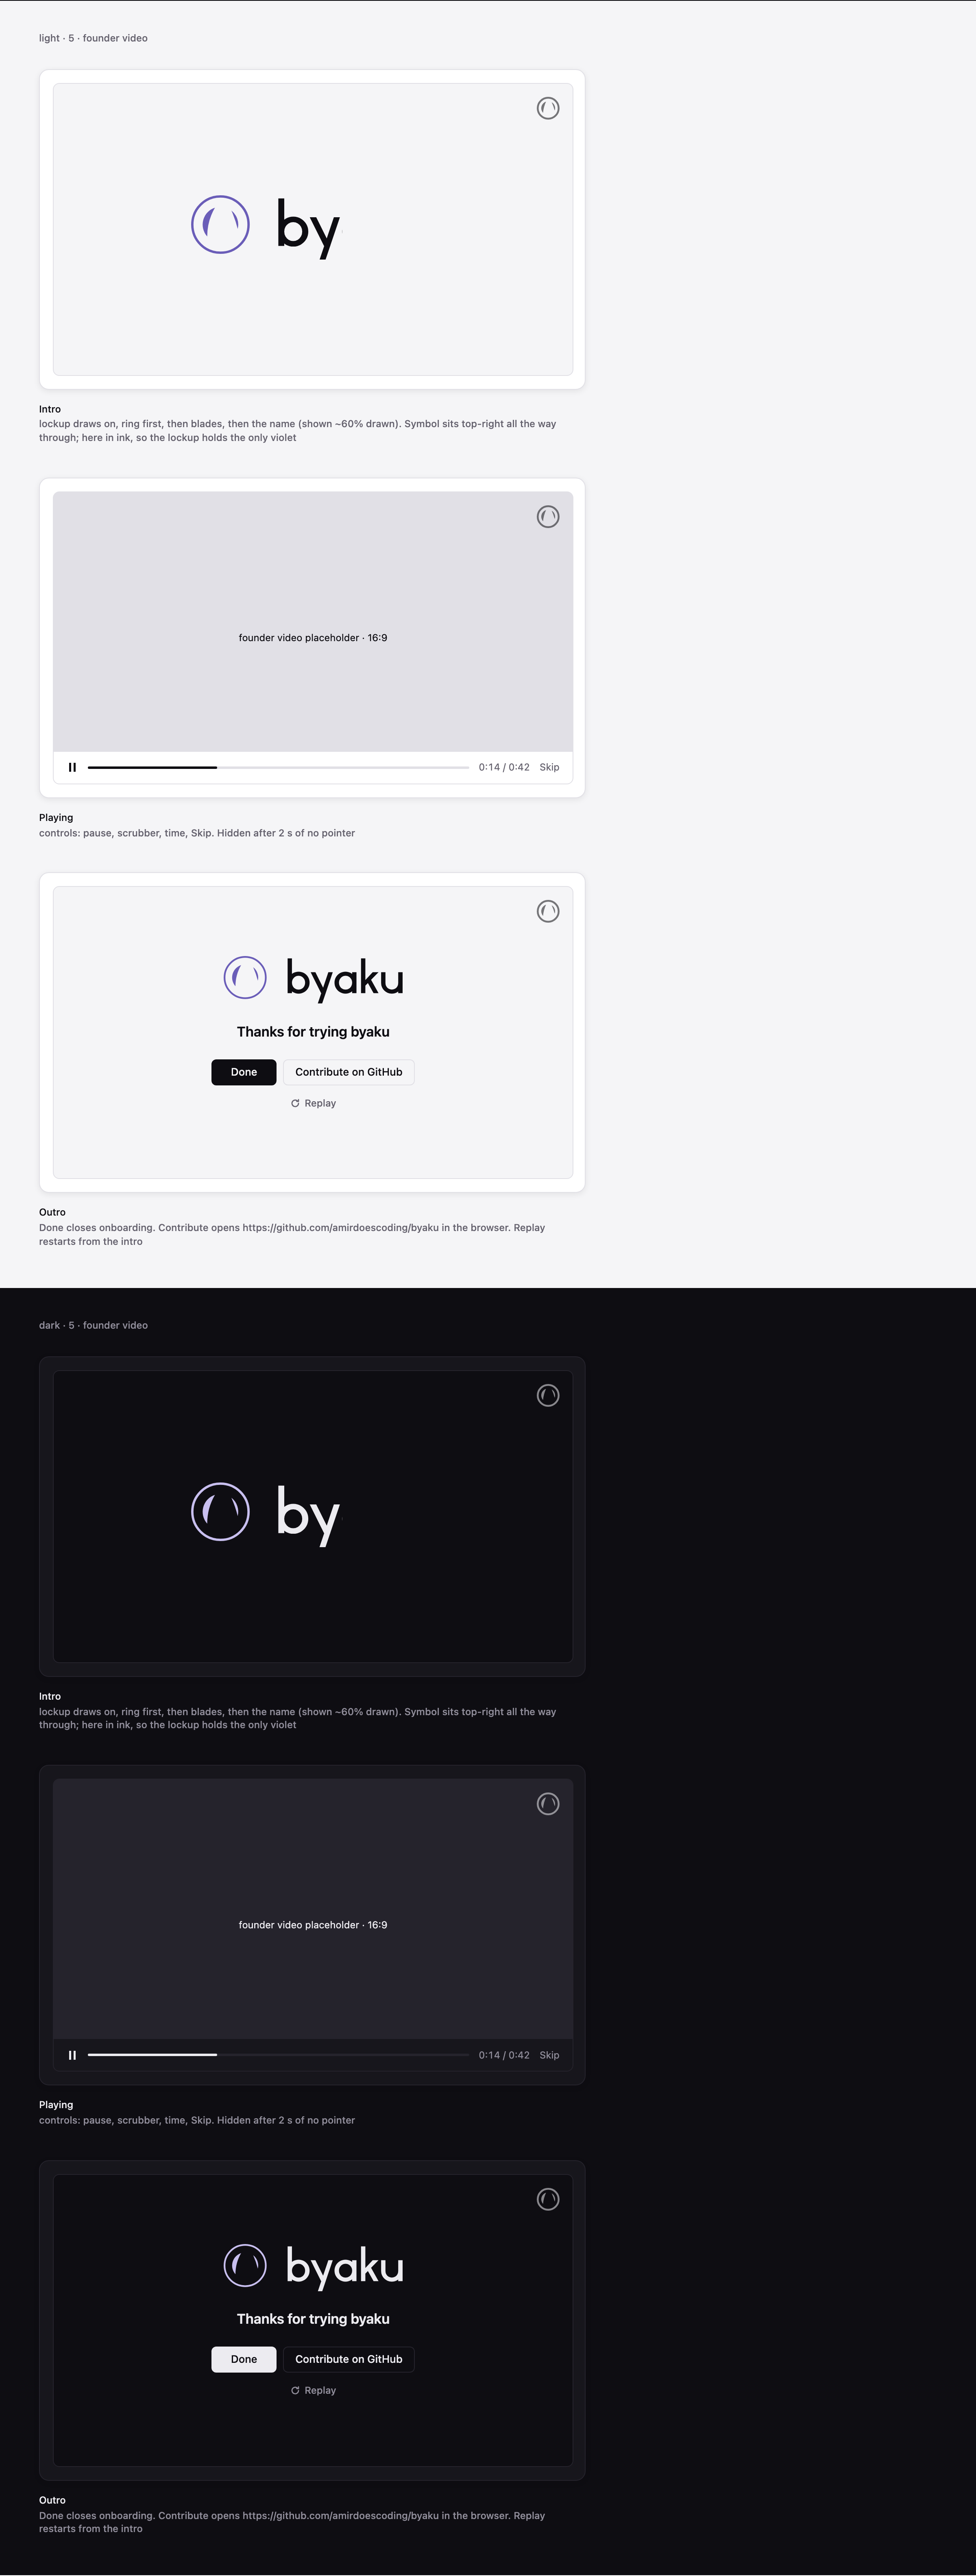 light · 5 · founder video
by
Intro
lockup draws on, ring first, then blades, then the name (shown ~60% drawn). Symbol sits top-right all the way
through; here in ink, so the lockup holds the only violet
founder video placeholder · 16:9
0:14 / 0:42 Skip
Playing
controls: pause, scrubber, time, Skip. Hidden after 2 s of no pointer
byaku
Thanks for trying byaku
Done Contribute on GitHub
Replay
Outro
Done closes onboarding. Contribute opens https://github.com/amirdoescoding/byaku in the browser. Replay
restarts from the intro
dark · 5 · founder video
by
Intro
lockup draws on, ring first, then blades, then the name (shown ~60% drawn). Symbol sits top-right all the way
through; here in ink, so the lockup holds the only violet
founder video placeholder · 16:9
0:14 / 0:42 Skip
Playing
controls: pause, scrubber, time, Skip. Hidden after 2 s of no pointer
byaku
Thanks for trying byaku
Done Contribute on GitHub
Replay
Outro
Done closes onboarding. Contribute opens https://github.com/amirdoescoding/byaku in the browser. Replay
restarts from the intro